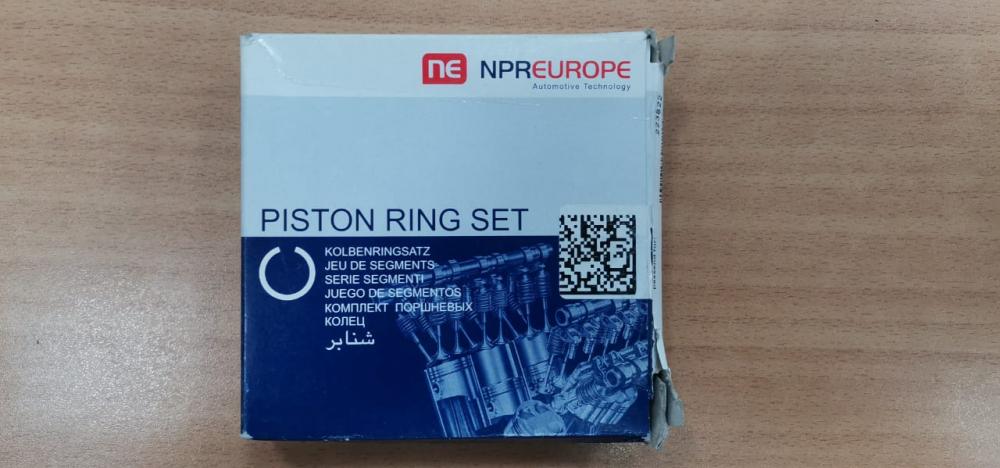 ne NPREUROPE
Automotive Technology
PISTON RING SET
KOLBENRINGSATZ
JEU DE SEGMENTS
SERIE SEGMENTI
JUEGO DE SEGMENTOS
КОМПЛЕКТ ПОРШНЕВЫХ
КОЛЕЦ
شنابر
223822